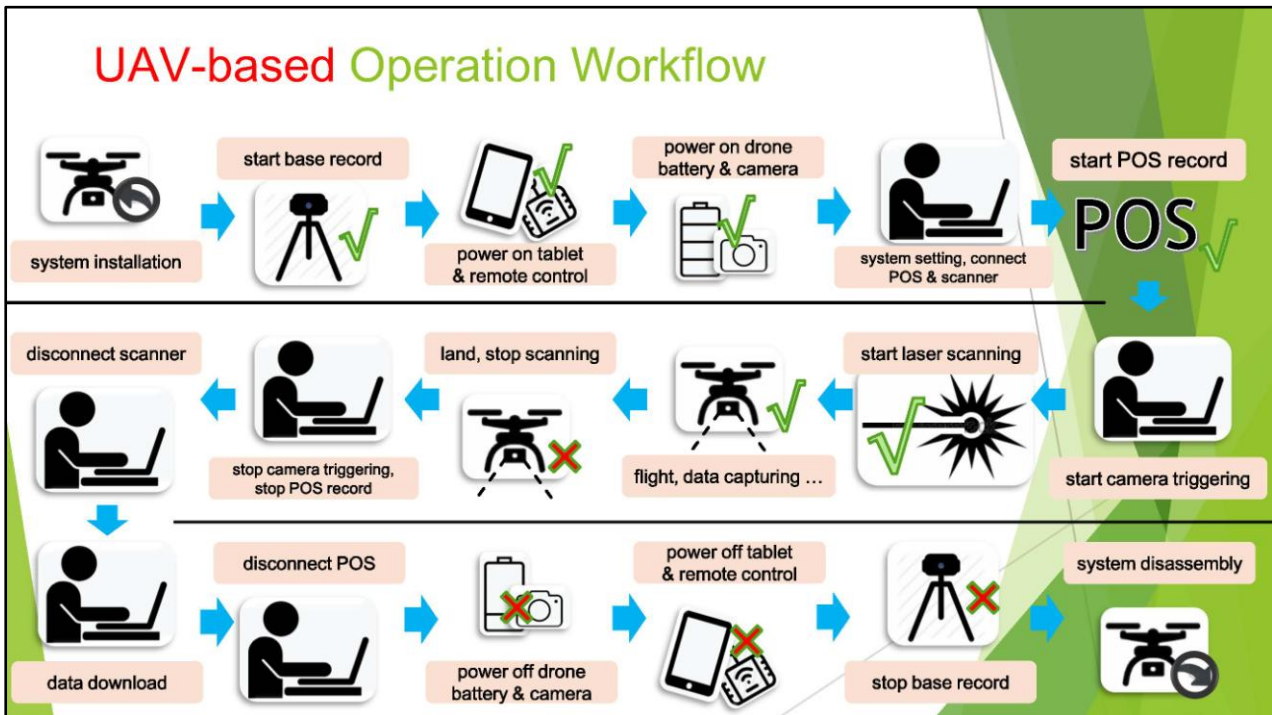 UAV-based Operation Workflow
system installation
start base record
power on tablet
& remote control
power on drone
battery & camera
system setting, connect
POS & scanner
start POS record
POS
start camera triggering
start laser scanning
flight, data capturing ...
land, stop scanning
stop camera triggering,
stop POS record
disconnect scanner
data download
disconnect POS
power off drone
battery & camera
power off tablet
& remote control
stop base record
system disassembly